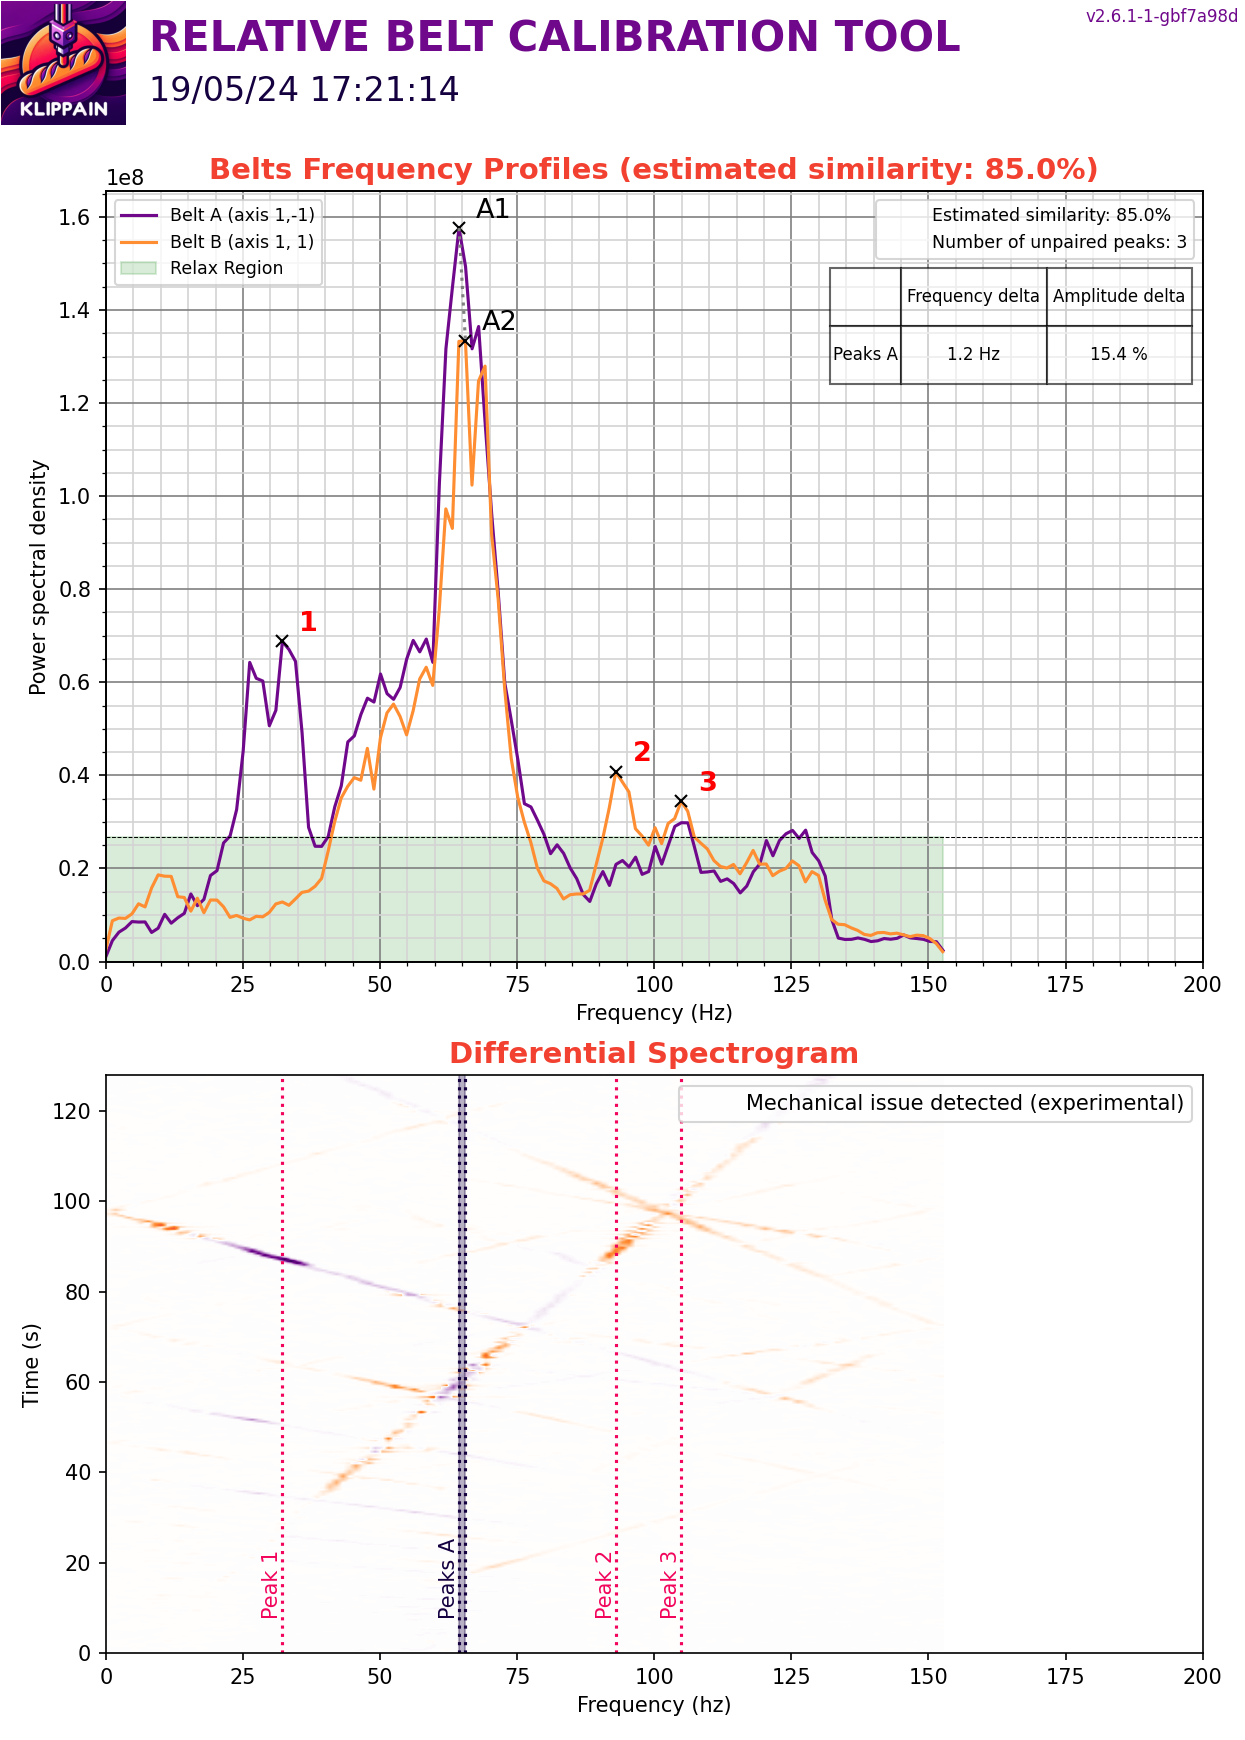 v2.6.1-1-gbf7a98d
RELATIVE BELT CALIBRATION TOOL
19/05/24 17:21:14
KLIPPAIN
Belts Frequency Profiles (estimated similarity: 85.0%)
1e8
Belt A (axis 1,-1)
Belt B (axis 1, 1)
Relax Region
Estimated similarity: 85.0%
Number of unpaired peaks: 3
Frequency delta Amplitude delta
Peaks A 1.2 Hz 15.4 %
A1
A2
1
2
3
Power spectral density
1.6
1.4
1.2
1.0
0.8
0.6
0.4
0.2
0.0
0 25 50 75 100 125 150 175 200
Frequency (Hz)
Differential Spectrogram
Mechanical issue detected (experimental)
Time (s)
120
100
80
60
40
20
0
Peak 1
Peaks A
Peak 2
Peak 3
0 25 50 75 100 125 150 175 200
Frequency (hz)